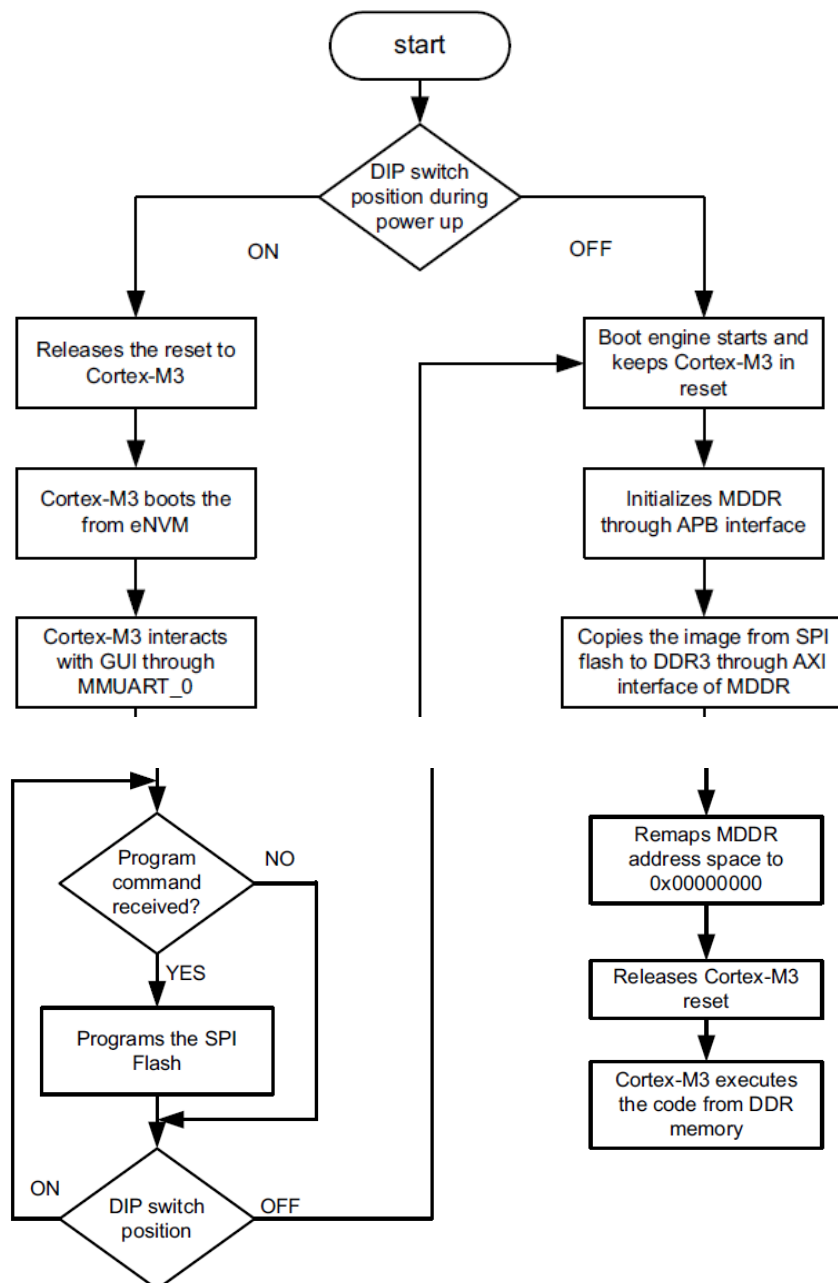 start
DIP switch
position during
power up
ON
OFF
Releases the reset to
Cortex-M3
Boot engine starts and
keeps Cortex-M3 in
reset
Cortex-M3 boots the
from eNVM
Initializes MDDR
through APB interface
Cortex-M3 interacts
with GUI through
MMUART_0
Copies the image from SPI
flash to DDR3 through AXI
interface of MDDR
Program
command
received?
NO
YES
Programs the SPI
Flash
DIP switch
position
ON
OFF
Remaps MDDR
address space to
0x00000000
Releases Cortex-M3
reset
Cortex-M3 executes
the code from DDR
memory